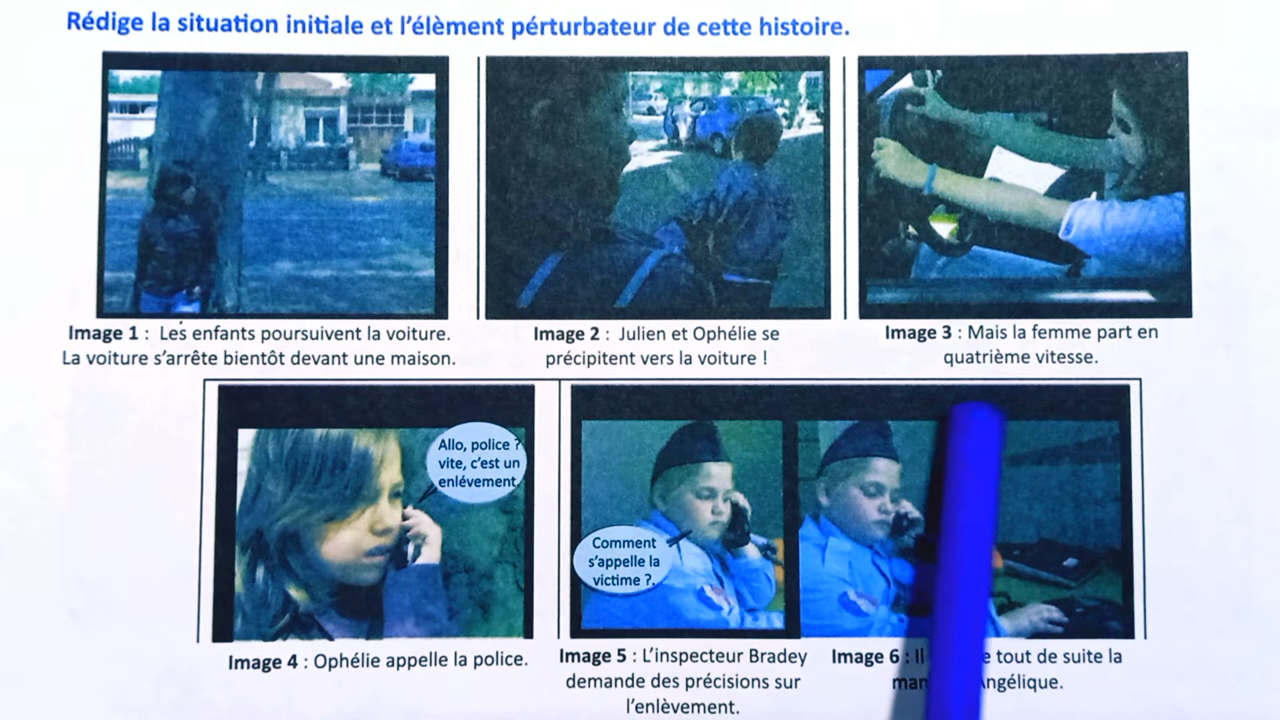 Rédige la situation initiale et l'élèment pérturbateur de cette histoire.
Image 1 : Les enfants poursuivent la voiture.
La voiture s'arrête bientôt devant une maison.
Image 2 : Julien et Ophélie se
précipitent vers la voiture !
Image 3 : Mais la femme part en
quatrième vitesse.
Allo, police ?
vite, c'est un
enlévement.
Comment
s'appelle la
victime ?.
Image 4 : Ophélie appelle la police.
Image 5 : L'inspecteur Bradey
demande des précisions sur
l'enlèvement.
Image 6 : Il tout de suite la